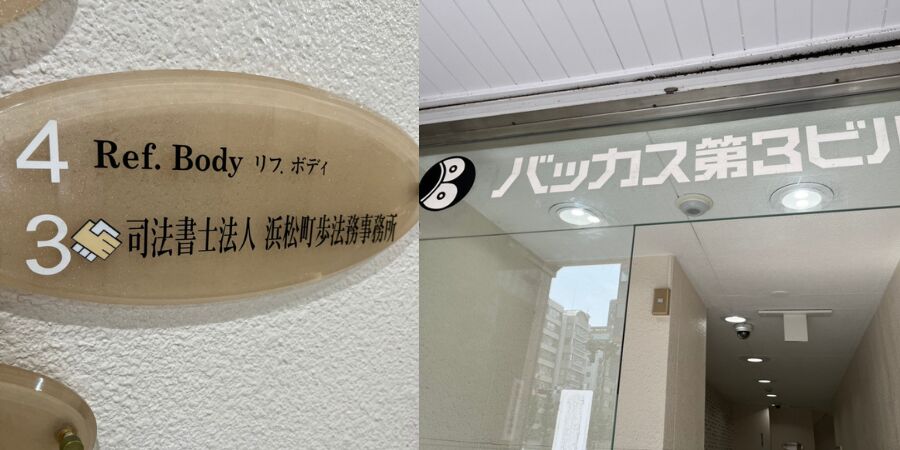 4 Ref. Body リフ. ボディ
3 司法書士法人 浜松町歩法務事務所
バッカス第3ビル